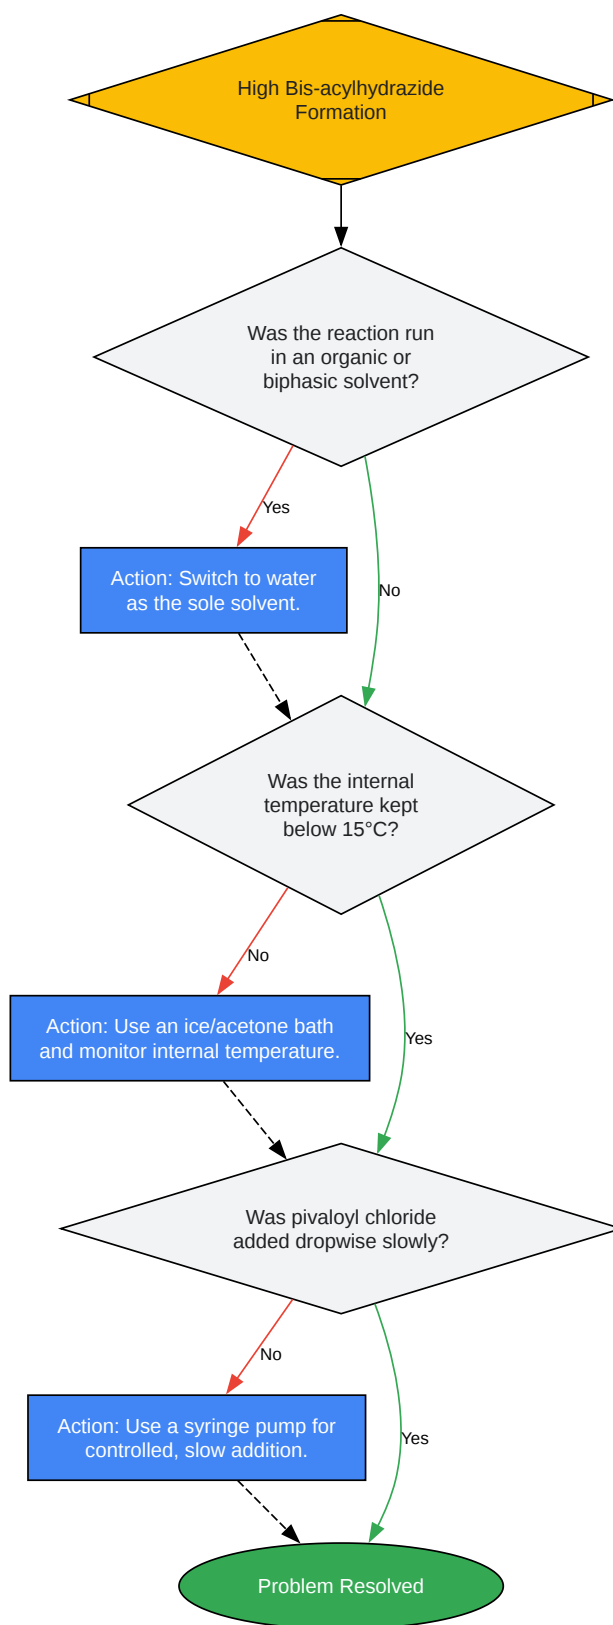 High Bis-acylhydrazide
Formation
Was the reaction run
in an organic or
biphasic solvent?
Yes
Action: Switch to water
as the sole solvent.
No
Was the internal
temperature kept
below 15°C?
No
Action: Use an ice/acetone bath
and monitor internal temperature.
Yes
Was pivaloyl chloride
added dropwise slowly?
No
Action: Use a syringe pump for
controlled, slow addition.
Yes
Problem Resolved